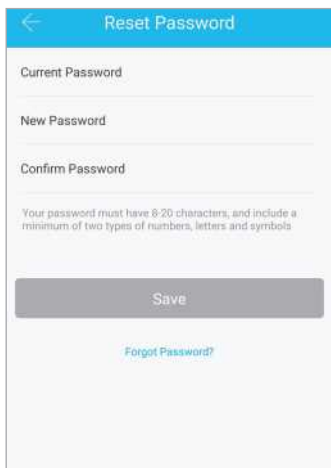 Reset Password
Current Password
New Password
Confirm Password
Your password must have 8-20 characters, and include a
minimum of two types of numbers, letters and symbols
Save
Forgot Password?